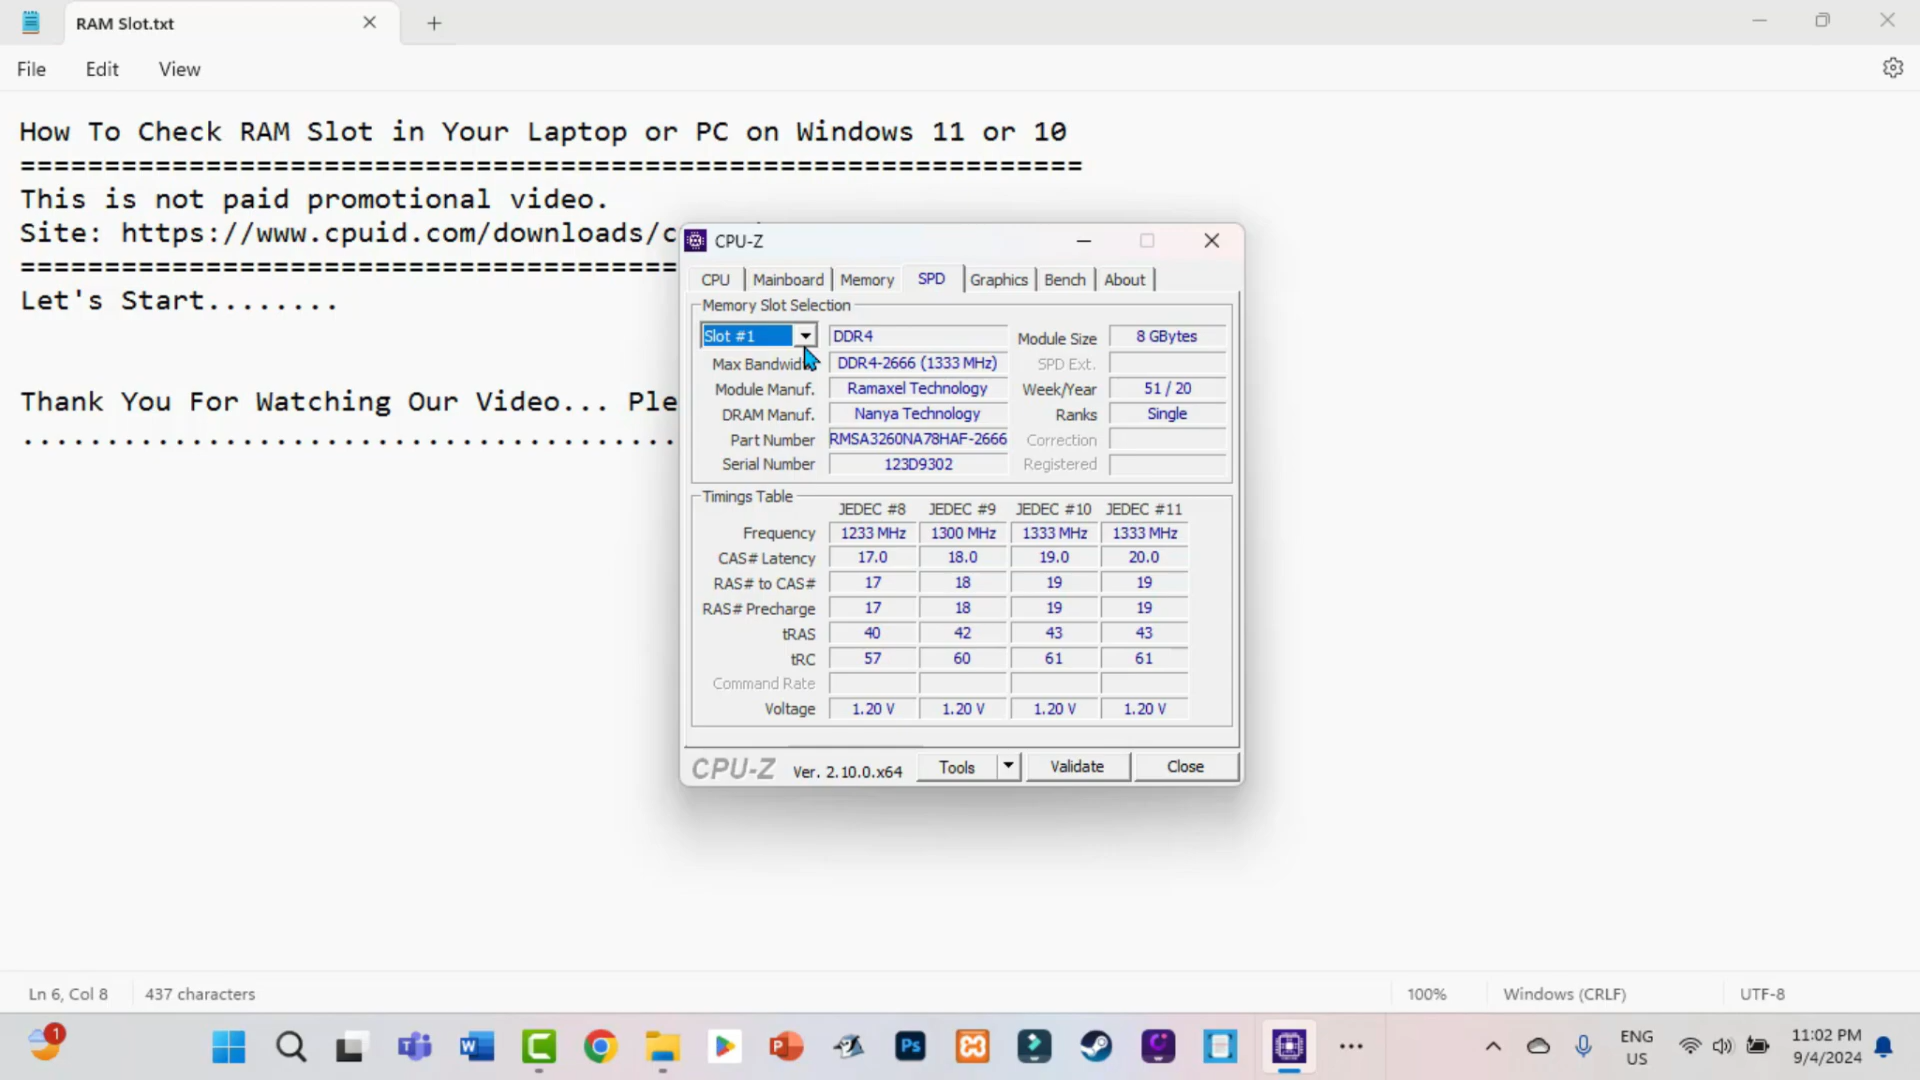 RAM Slot.txt
File Edit View
How To Check RAM Slot in Your Laptop or PC on Windows 11 or 10
===============================================================
This is not paid promotional video.
Site: https://www.cpuid.com/downloads/c
=======================================
Let's Start........
Thank You For Watching Our Video... Ple
.......................................
CPU-Z
CPU Mainboard Memory SPD Graphics Bench About
Memory Slot Selection
Slot #1 DDR4 Module Size 8 GBytes
Max Bandwid DDR4-2666 (1333 MHz) SPD Ext.
Module Manuf. Ramaxel Technology Week/Year 51 / 20
DRAM Manuf. Nanya Technology Ranks Single
Part Number RMSA3260NA78HAF-2666 Correction
Serial Number 123D9302 Registered
Timings Table
JEDEC #8 JEDEC #9 JEDEC #10 JEDEC #11
Frequency 1233 MHz 1300 MHz 1333 MHz 1333 MHz
CAS# Latency 17.0 18.0 19.0 20.0
RAS# to CAS# 17 18 19 19
RAS# Precharge 17 18 19 19
tRAS 40 42 43 43
tRC 57 60 61 61
Command Rate
Voltage 1.20 V 1.20 V 1.20 V 1.20 V
CPU-Z Ver. 2.10.0.x64 Tools Validate Close
Ln 6, Col 8 437 characters 100% Windows (CRLF) UTF-8
1 W P Ps ENG 11:02 PM
US 9/4/2024